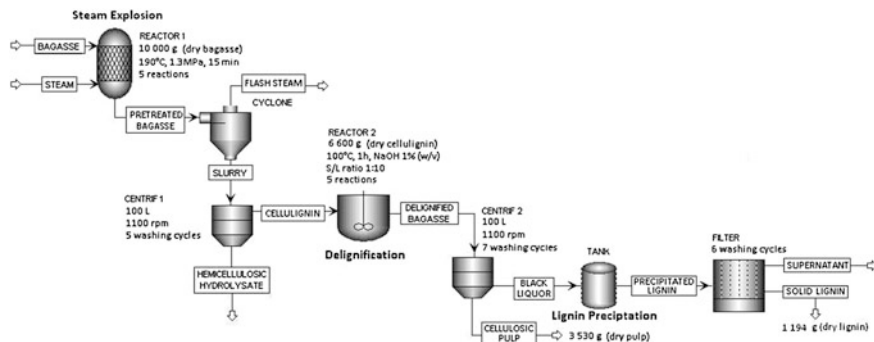 Steam Explosion
REACTOR 1
10 000 g (dry bagasse)
190°C, 1.3MPa, 15 min
5 reactions
BAGASSE
STEAM
FLASH STEAM
CYCLONE
PRETREATED
BAGASSE
SLURRY
REACTOR 2
6 600 g (dry cellulignin)
100°C, 1h, NaOH 1% (w/v)
S/L ratio 1:10
5 reactions
CENTRIF 1
100 L
1100 rpm
5 washing cycles
CELLULIGNIN
DELIGNIFIED
BAGASSE
Delignification
CENTRIF 2
100 L
1100 rpm
7 washing cycles
HEMICELLULOSIC
HYDROLYSATE
TANK
BLACK
LIQUOR
PRECIPITATED
LIGNIN
Lignin Preciptation
FILTER
6 washing cycles
SUPERNATANT
SOLID LIGNIN
1 194 g (dry lignin)
CELLULOSIC
PULP
3 530 g (dry pulp)